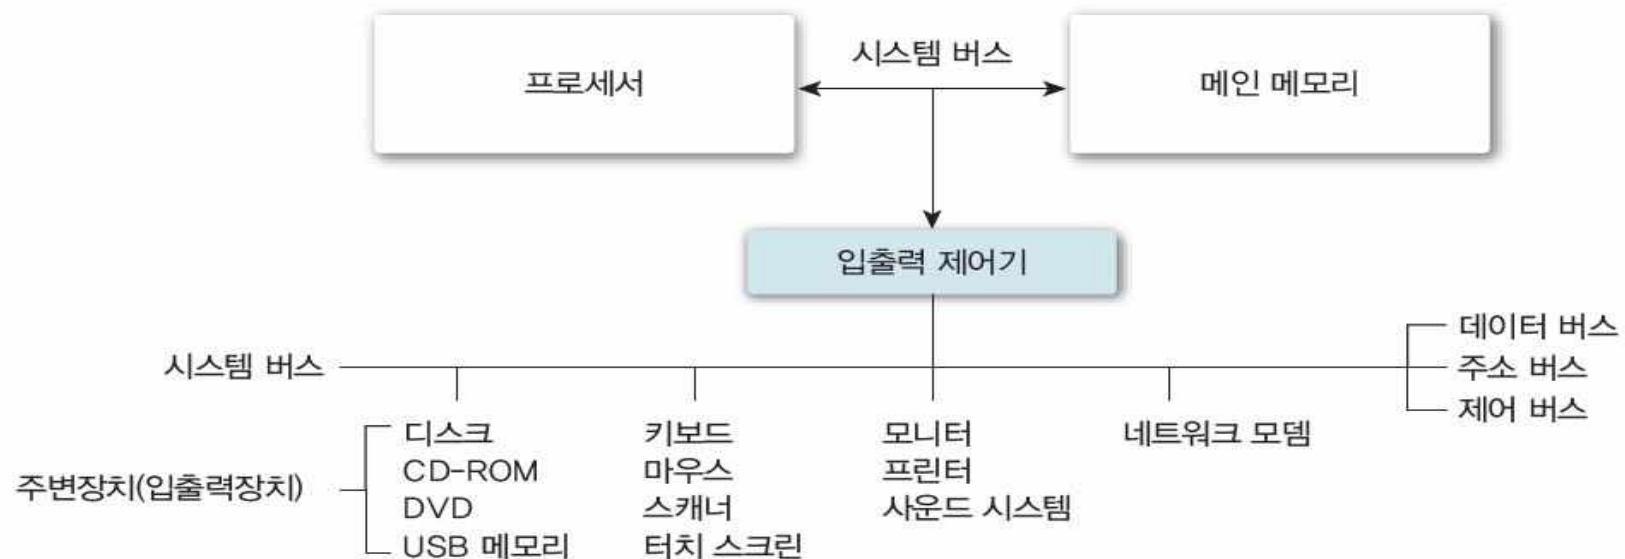 시스템 버스
프로세서
메인 메모리
입출력 제어기
데이터 버스
시스템 버스
주소 버스
제어 버스
디스크 키보드 모니터 네트워크 모뎀
CD-ROM 마우스 프린터
주변장치(입출력장치)
DVD 스캐너 사운드 시스템
USB 메모리 터치 스크린